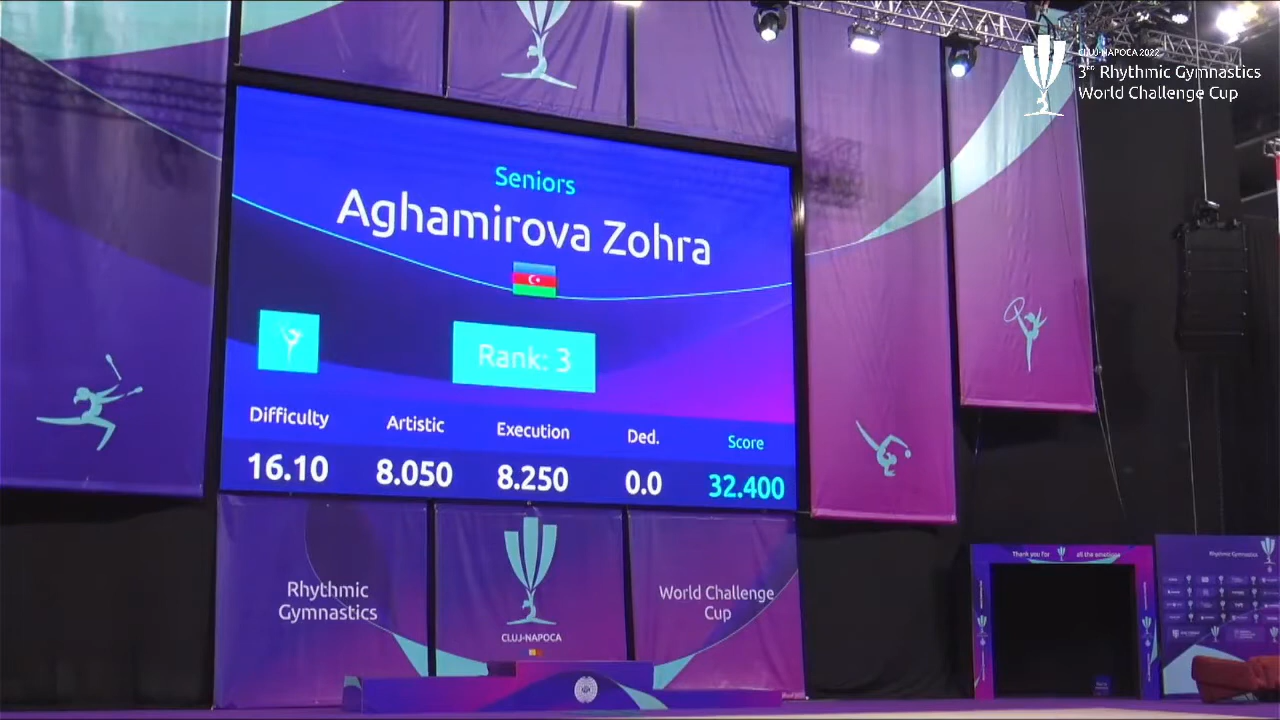 CLUJ-NAPOCA 2022
3rd Rhythmic Gymnastics
World Challenge Cup
Seniors
Aghamirova Zohra
Rank: 3
Difficulty Artistic Execution Ded. Score
16.10 8.050 8.250 0.0 32.400
Rhythmic
Gymnastics
CLUJ-NAPOCA
World Challenge
Cup
Thank you for all the emotions
Rhythmic Gymnastics